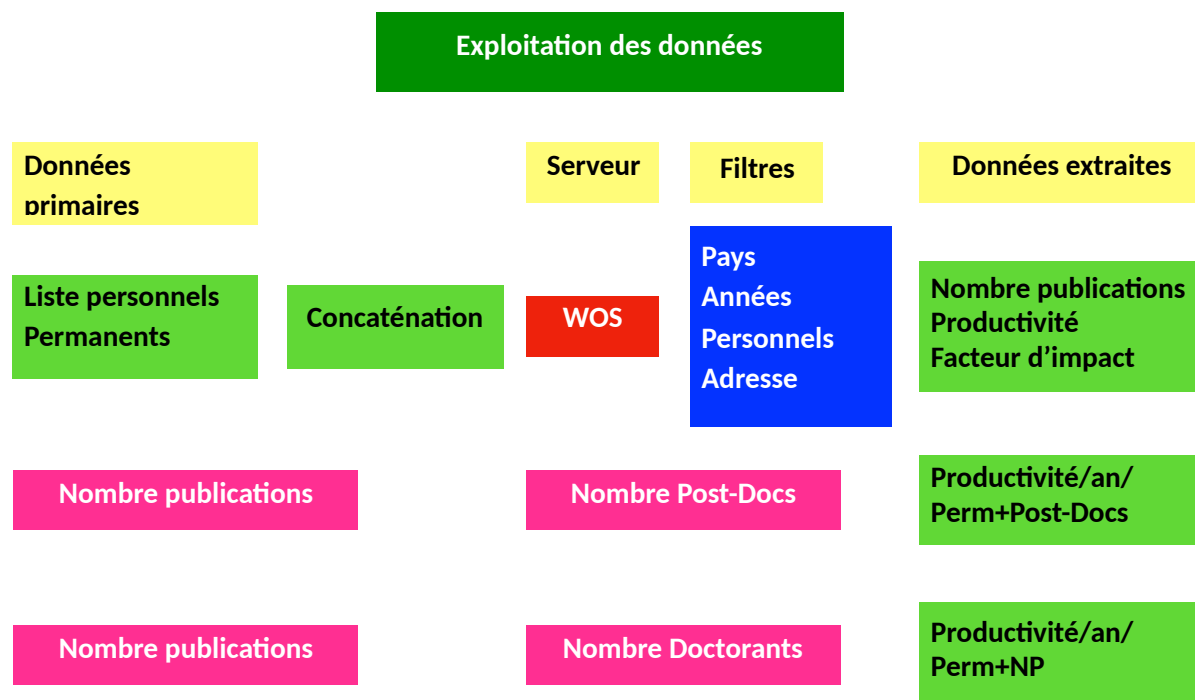 Exploitation des données
Données
primaires
Serveur
Filtres
Données extraites
Liste personnels
Permanents
Concaténation
WOS
Pays
Années
Personnels
Adresse
Nombre publications
Productivité
Facteur d’impact
Nombre publications
Nombre Post-Docs
Productivité/an/
Perm+Post-Docs
Nombre publications
Nombre Doctorants
Productivité/an/
Perm+NP